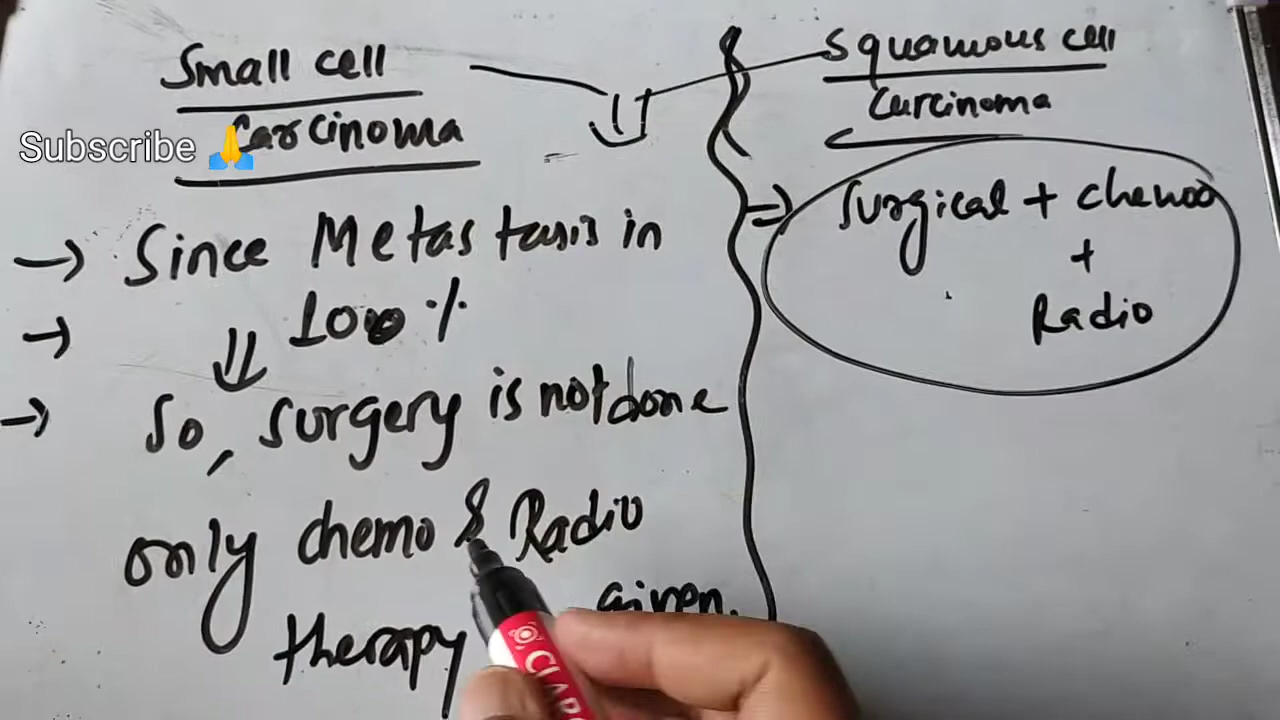 Small cell
Carcinoma
Subscribe 🙏
→ Since Metastasis in
→ 100%
→ So, surgery is not done
only chemo & Radio
therapy given.
Squamous cell
Carcinoma
⇒ Surgical + chemo
+
Radio
CLARO